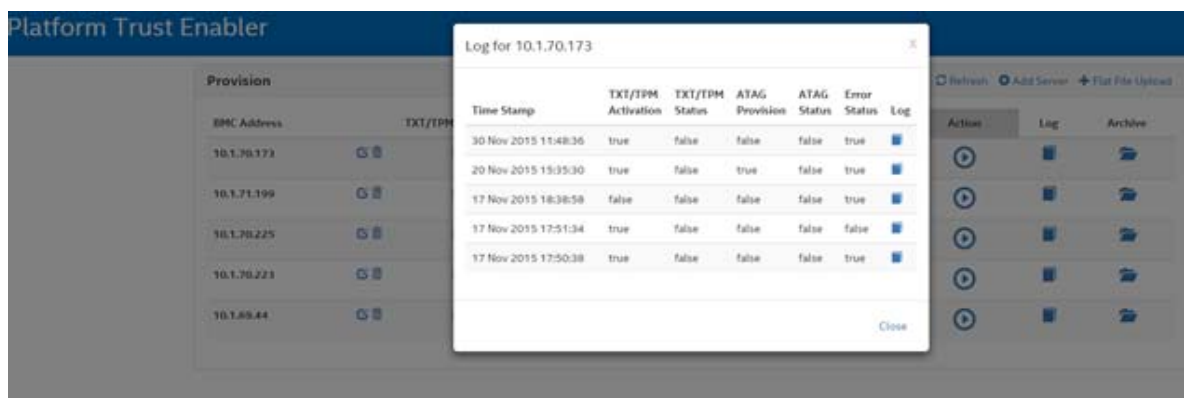 Platform Trust Enabler
Provision
Refresh Add Server Flat File Upload
BMC Address TXT/TPM Action Log Archive
10.1.70.173
10.1.71.199
10.1.70.225
10.1.70.223
10.1.69.44
Log for 10.1.70.173 X
Time Stamp TXT/TPM Activation TXT/TPM Status ATAG Provision ATAG Status Error Status Log
30 Nov 2015 11:48:36 true false false false true
20 Nov 2015 15:35:30 true false true false true
17 Nov 2015 18:38:58 false false false false true
17 Nov 2015 17:51:34 true false false false false
17 Nov 2015 17:50:38 true false false false true
Close